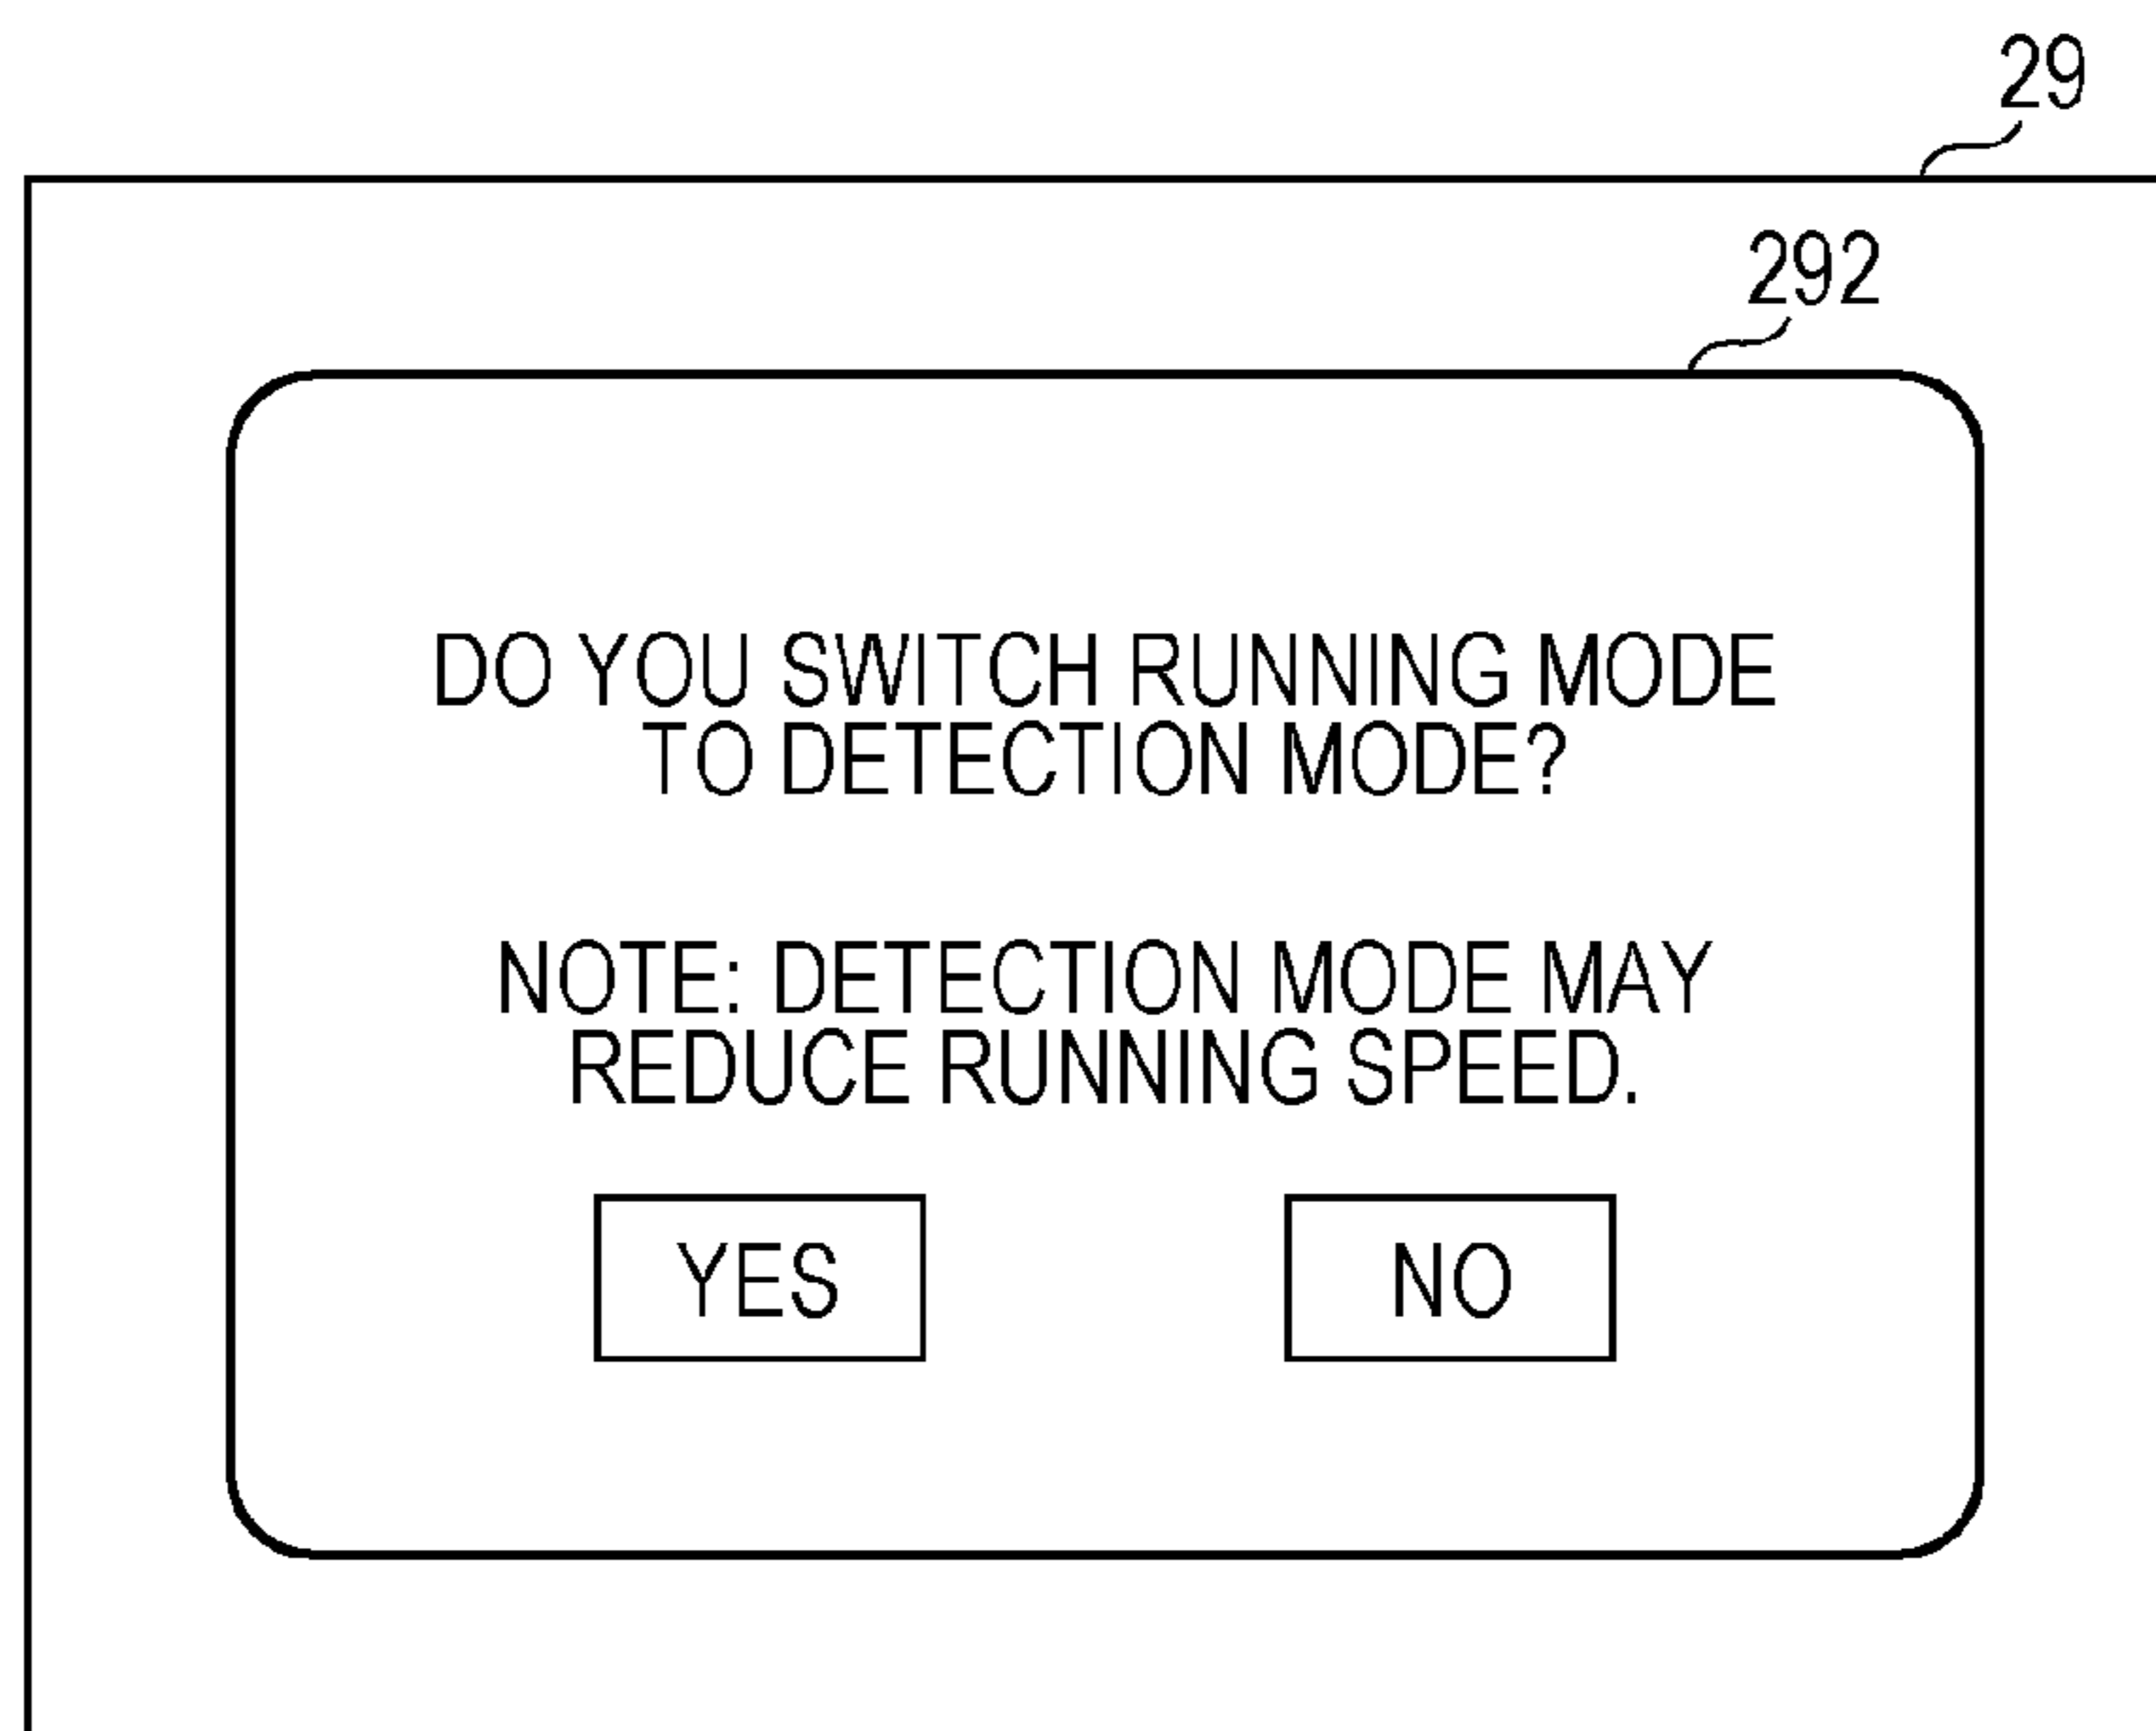 29
292
DO YOU SWITCH RUNNING MODE
TO DETECTION MODE?
NOTE: DETECTION MODE MAY
REDUCE RUNNING SPEED.
YES NO